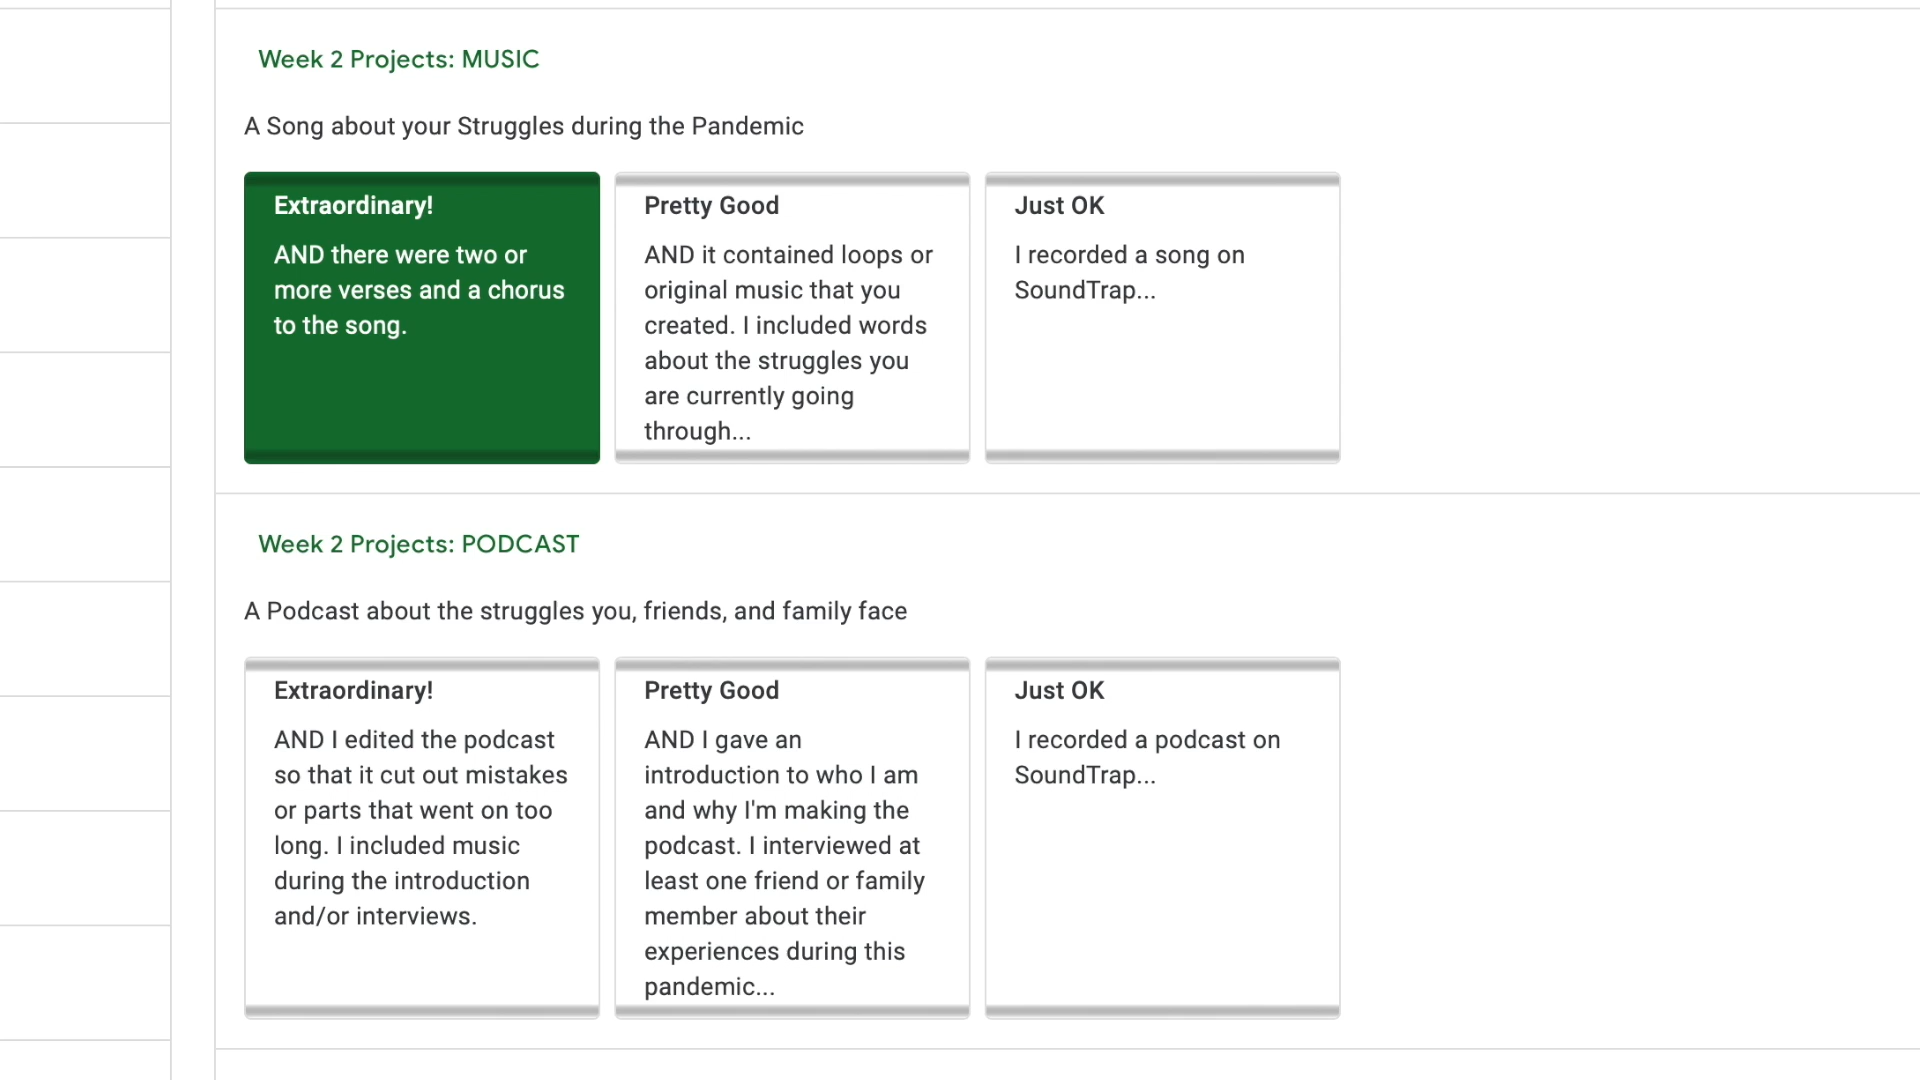 Week 2 Projects: MUSIC
A Song about your Struggles during the Pandemic
Extraordinary!
AND there were two or
more verses and a chorus
to the song.
Pretty Good
AND it contained loops or
original music that you
created. I included words
about the struggles you
are currently going
through...
Just OK
I recorded a song on
SoundTrap...
Week 2 Projects: PODCAST
A Podcast about the struggles you, friends, and family face
Extraordinary!
AND I edited the podcast
so that it cut out mistakes
or parts that went on too
long. I included music
during the introduction
and/or interviews.
Pretty Good
AND I gave an
introduction to who I am
and why I'm making the
podcast. I interviewed at
least one friend or family
member about their
experiences during this
pandemic...
Just OK
I recorded a podcast on
SoundTrap...